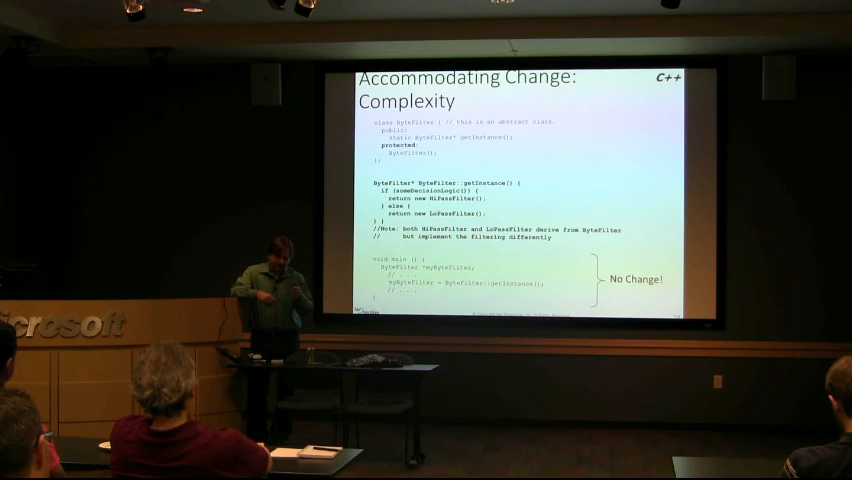 Accommodating Change:
Complexity
C++
class ByteFilter { // this is an abstract class.
public:
static ByteFilter* getInstance();
protected:
ByteFilter();
};
ByteFilter* ByteFilter::getInstance() {
if (someDecisionLogic()) {
return new HiPassFilter();
} else {
return new LoPassFilter();
} }
//Note: both HiPassFilter and LoPassFilter derive from ByteFilter
// but implement the filtering differently
void main () {
ByteFilter *myByteFilter;
// . . .
myByteFilter = ByteFilter::getInstance();
// . . .
}
No Change!
crosoft